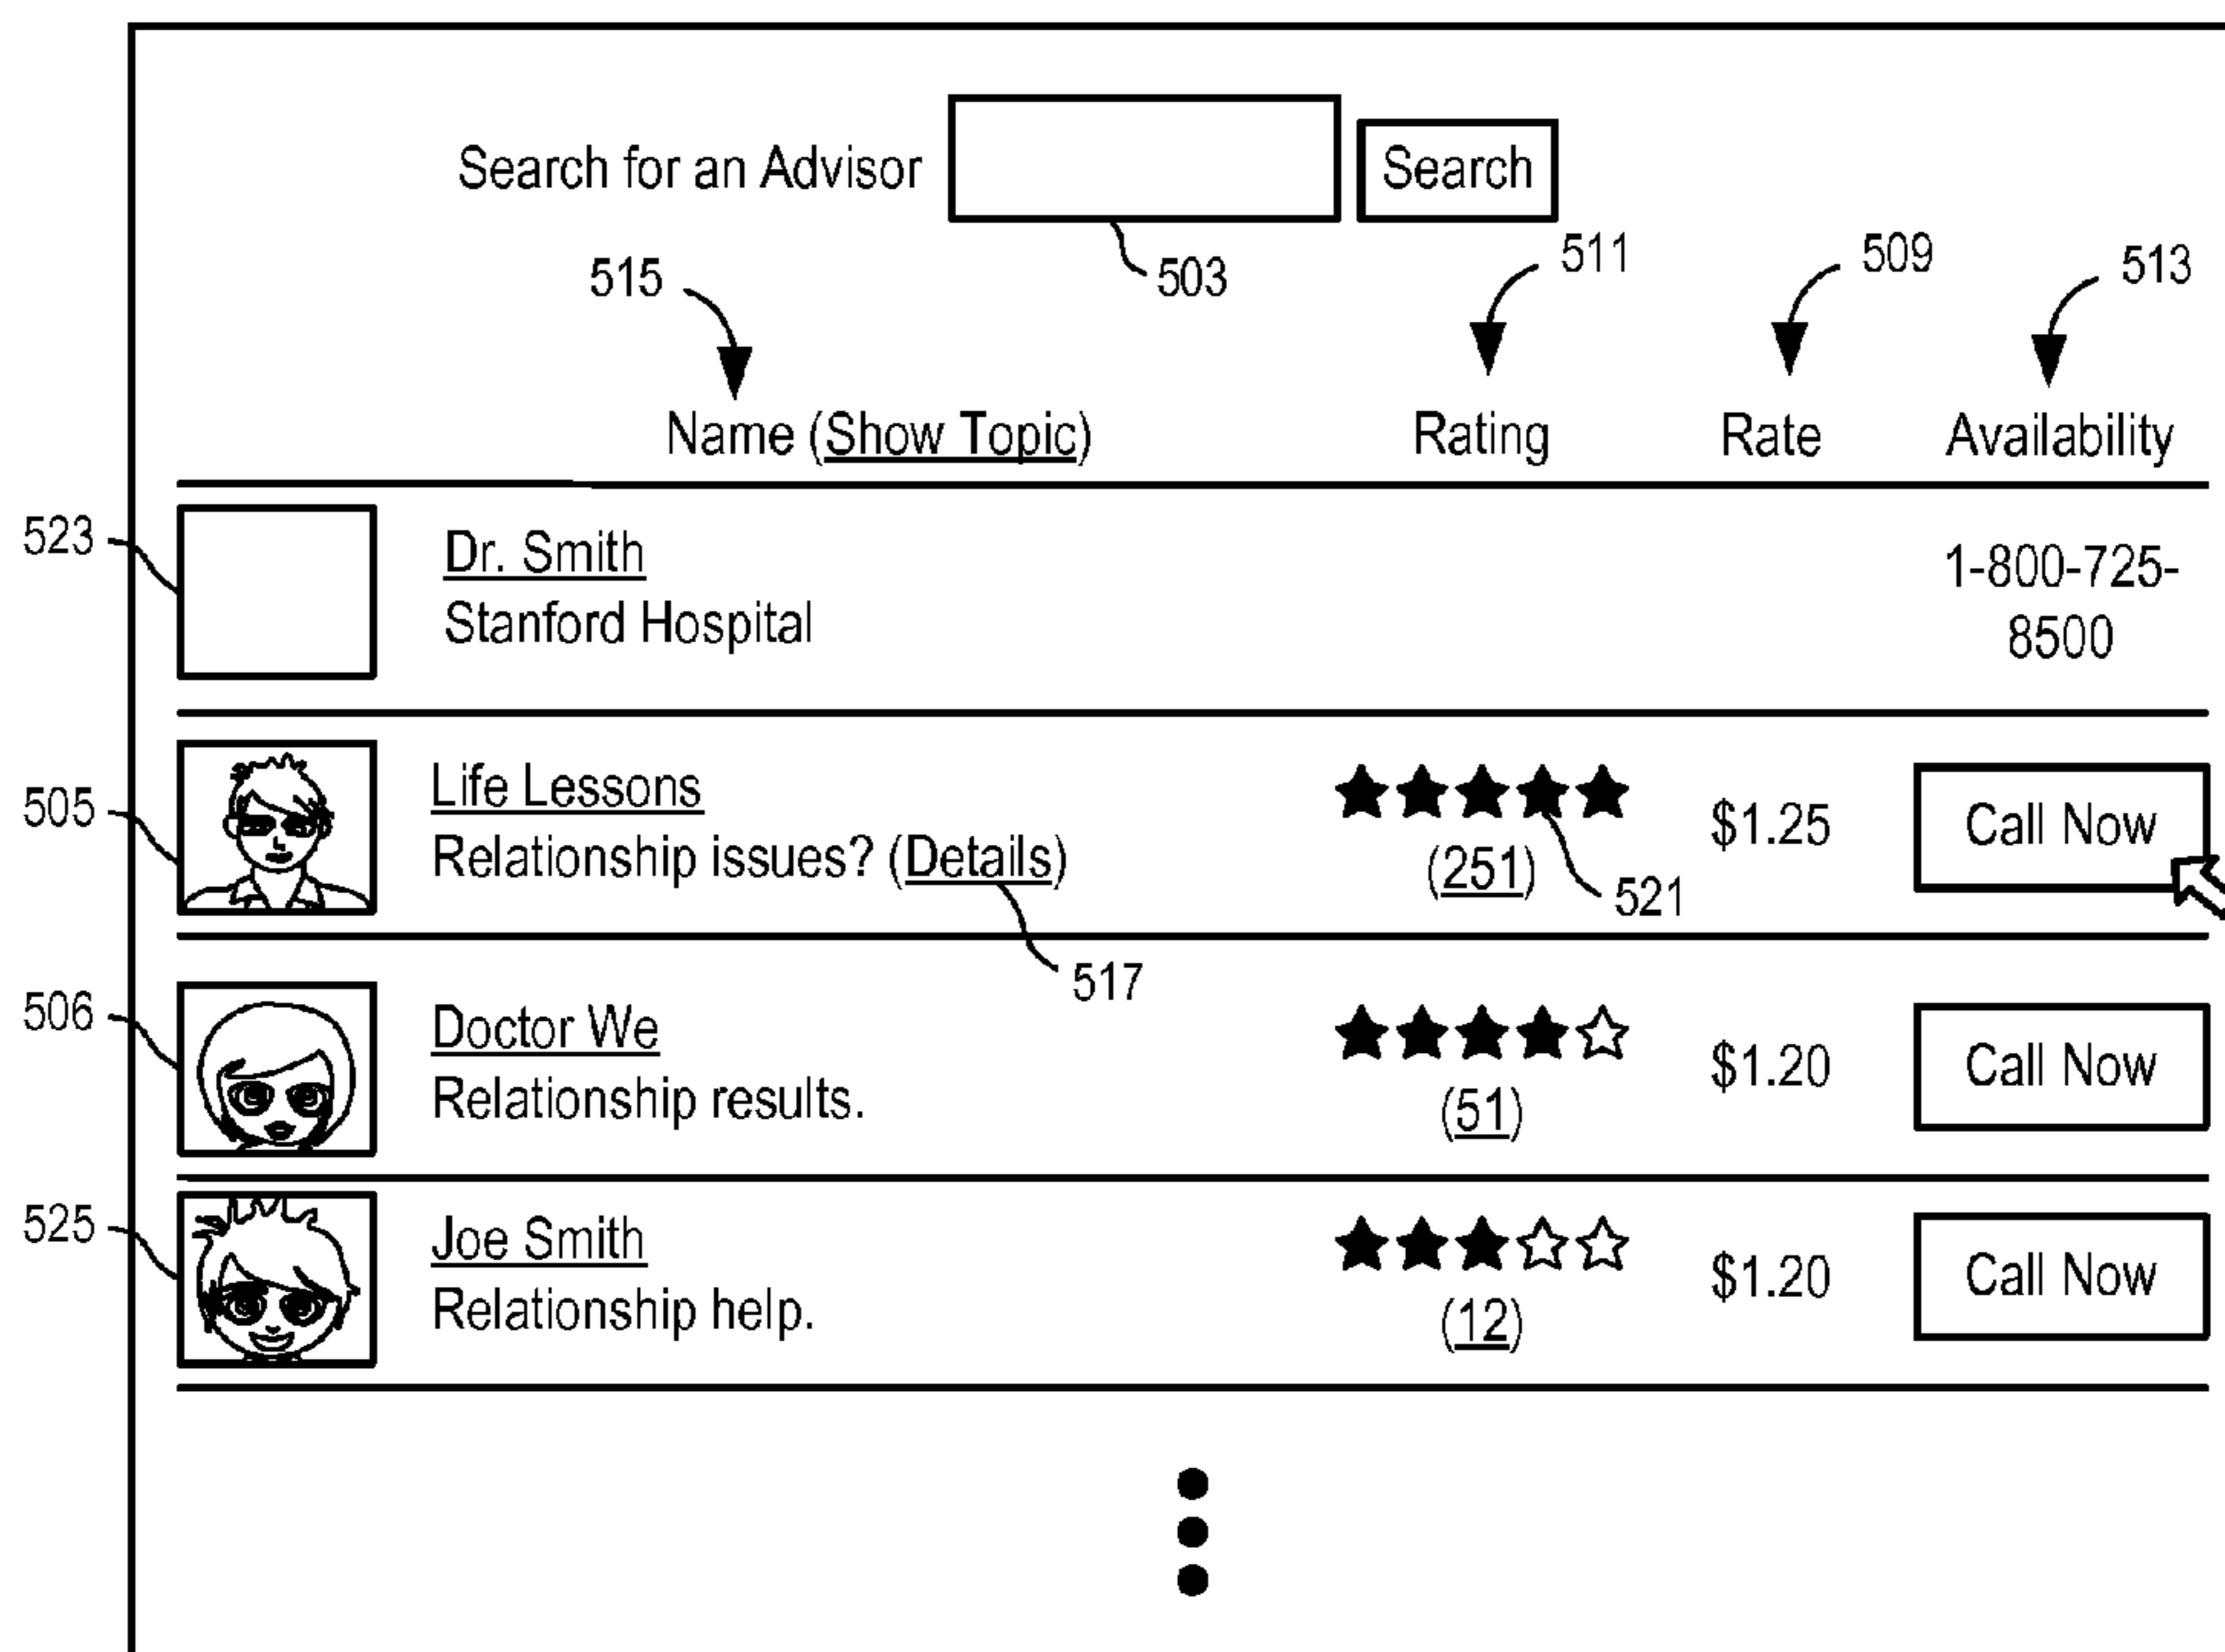 Search for an Advisor Search
503
515 511 509 513
Name (Show Topic) Rating Rate Availability
523
Dr. Smith
Stanford Hospital
1-800-725-
8500
505
Life Lessons
Relationship issues? (Details)
(251)
521
$1.25
Call Now
517
506
Doctor We
Relationship results.
(51)
$1.20
Call Now
525
Joe Smith
Relationship help.
(12)
$1.20
Call Now